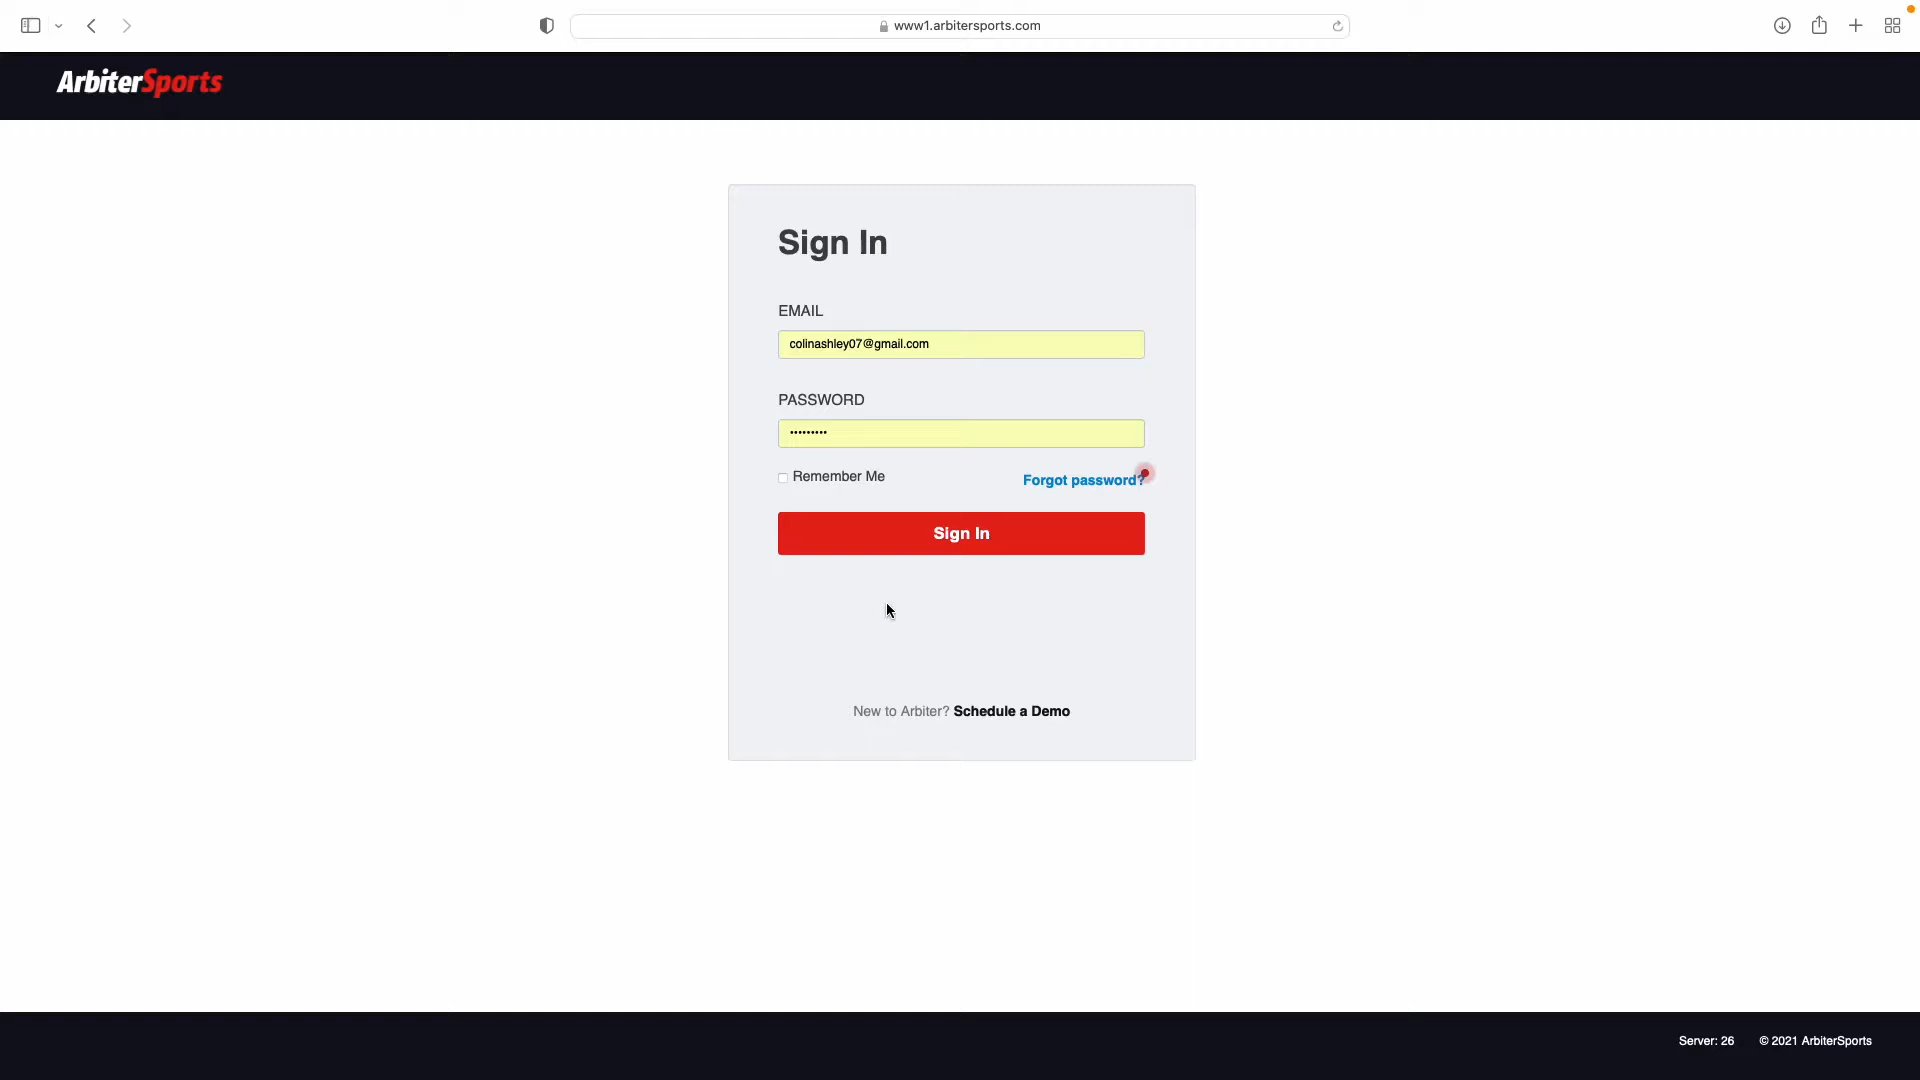 www1.arbitersports.com
ArbiterSports
Sign In
EMAIL
colinashley07@gmail.com
PASSWORD
•••••••••
Remember Me
Forgot password?
Sign In
New to Arbiter? Schedule a Demo
Server: 26 © 2021 ArbiterSports